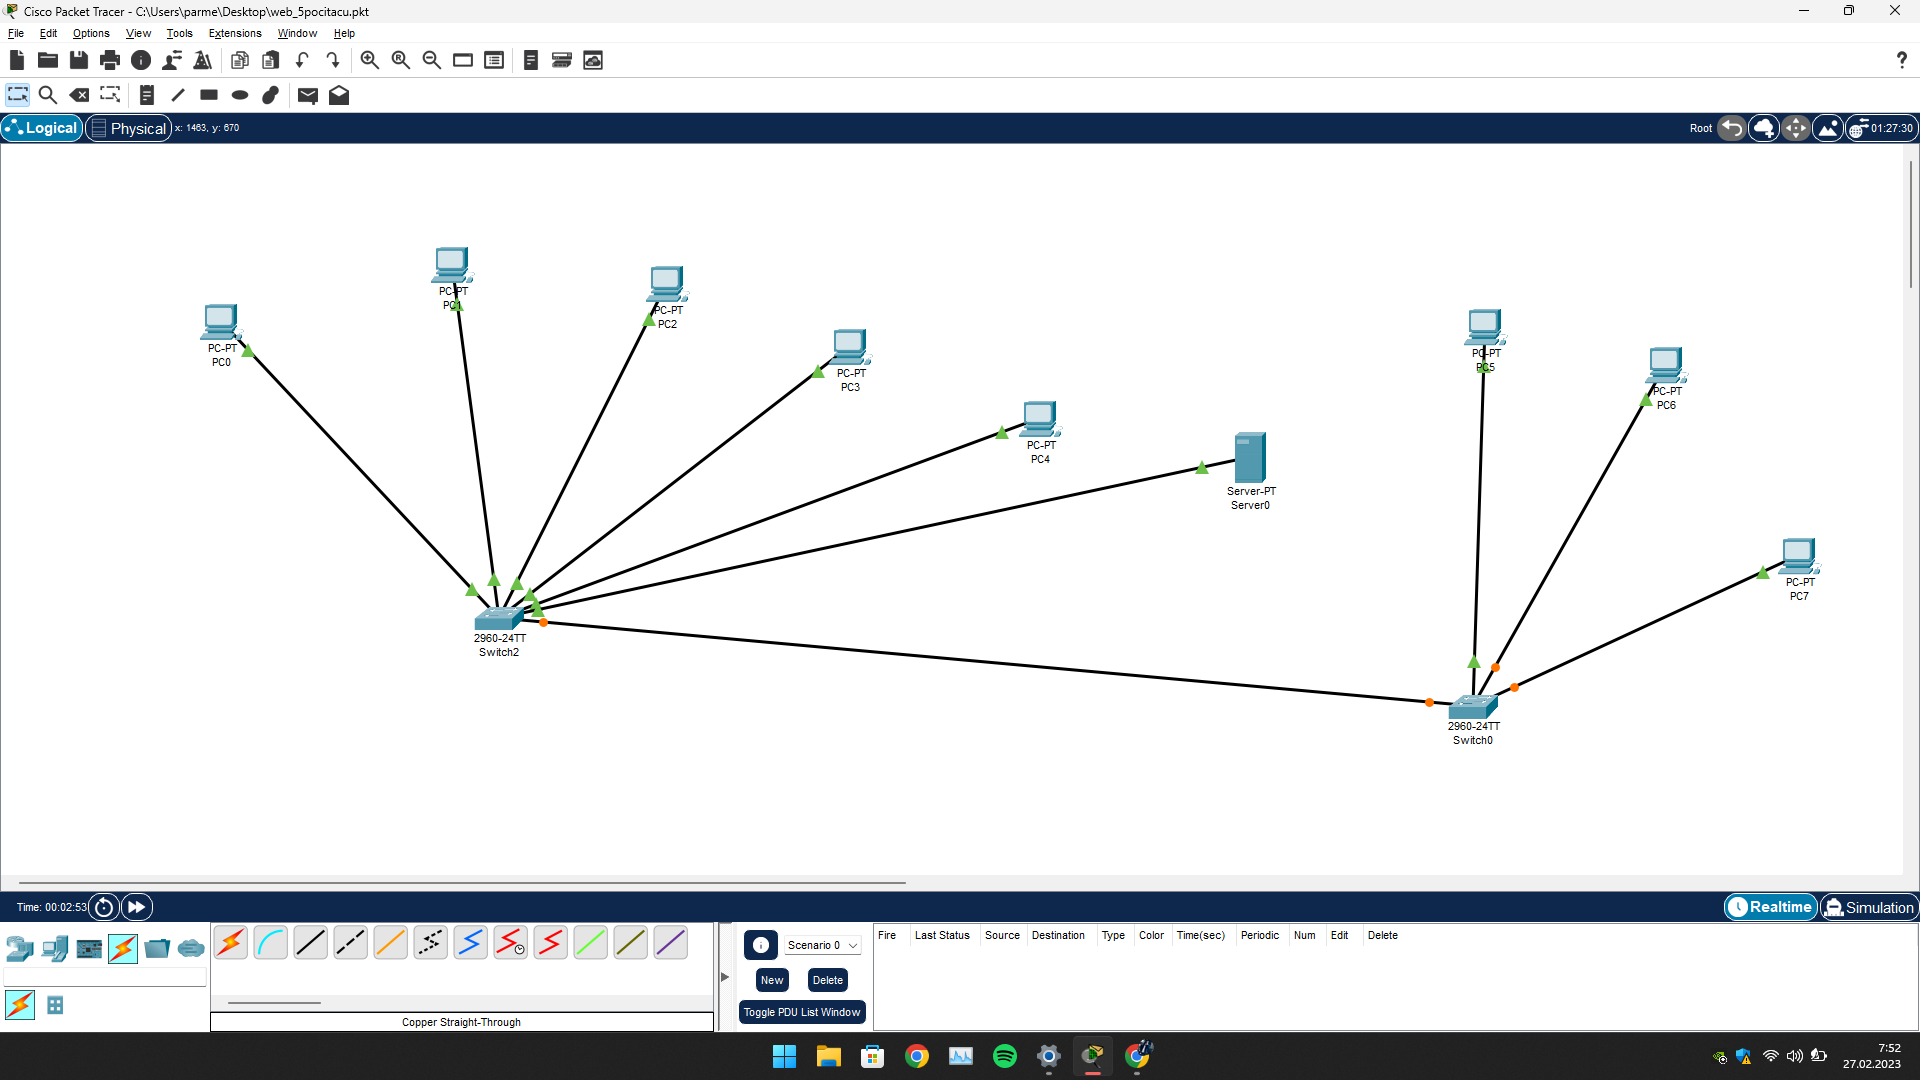 Cisco Packet Tracer - C:\Users\parme\Desktop\web_5pocitacu.pkt
File Edit Options View Tools Extensions Window Help
Logical Physical x: 1463, y: 670 Root 01:27:30
PC-PT
PC0
PC-PT
PC1
PC-PT
PC2
PC-PT
PC3
PC-PT
PC4
Server-PT
Server0
PC-PT
PC5
PC-PT
PC6
PC-PT
PC7
2960-24TT
Switch2
2960-24TT
Switch0
Time: 00:02:53 Realtime Simulation
Copper Straight-Through
Scenario 0
New Delete
Toggle PDU List Window
Fire Last Status Source Destination Type Color Time(sec) Periodic Num Edit Delete
7:52
27.02.2023